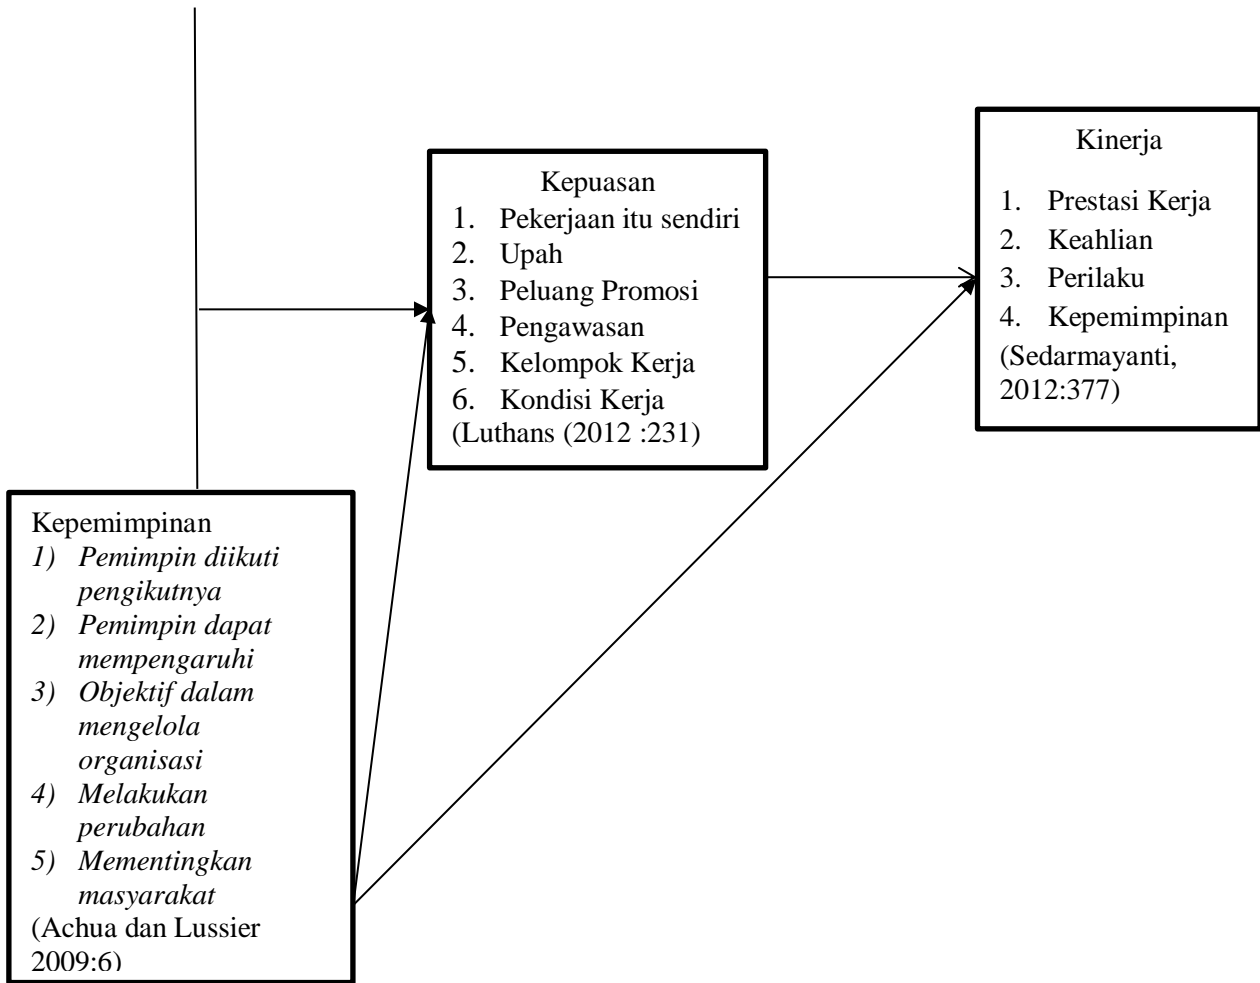 Kinerja
1. Prestasi Kerja
2. Keahlian
3. Perilaku
4. Kepemimpinan
(Sedarmayanti,
2012:377)
Kepuasan
1. Pekerjaan itu sendiri
2. Upah
3. Peluang Promosi
4. Pengawasan
5. Kelompok Kerja
6. Kondisi Kerja
(Luthans (2012 :231)
Kepemimpinan
1) Pemimpin diikuti
pengikutnya
2) Pemimpin dapat
mempengaruhi
3) Objektif dalam
mengelola
organisasi
4) Melakukan
perubahan
5) Mementingkan
masyarakat
(Achua dan Lussier
2009:6)